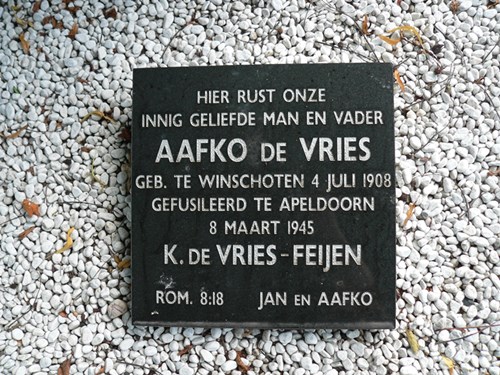 HIER RUST ONZE
INNIG GELIEFDE MAN EN VADER
AAFKO DE VRIES
GEB. TE WINSCHOTEN 4 JULI 1908
GEFUSILEERD TE APELDOORN
8 MAART 1945
K. DE VRIES-FEIJEN
ROM. 8:18 JAN EN AAFKO